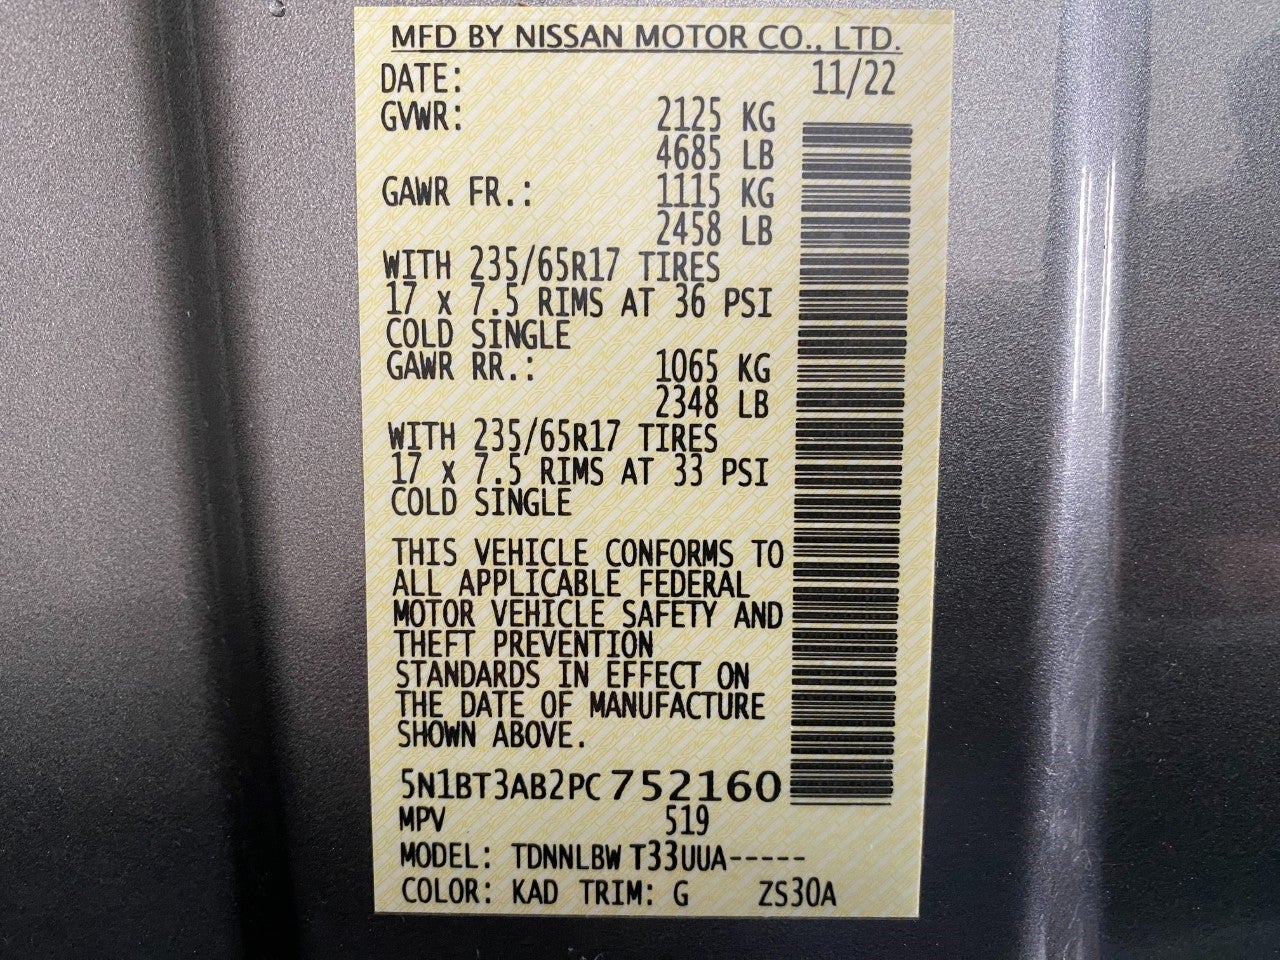 MFD BY NISSAN MOTOR CO., LTD.
DATE: 11/22
GVWR: 2125 KG
4685 LB
GAWR FR.: 1115 KG
2458 LB
WITH 235/65R17 TIRES
17 x 7.5 RIMS AT 36 PSI
COLD SINGLE
GAWR RR.: 1065 KG
2348 LB
WITH 235/65R17 TIRES
17 x 7.5 RIMS AT 33 PSI
COLD SINGLE
THIS VEHICLE CONFORMS TO
ALL APPLICABLE FEDERAL
MOTOR VEHICLE SAFETY AND
THEFT PREVENTION
STANDARDS IN EFFECT ON
THE DATE OF MANUFACTURE
SHOWN ABOVE.
5N1BT3AB2PC752160
MPV 519
MODEL: TDNNLBW T33UUA-----
COLOR: KAD TRIM: G ZS30A